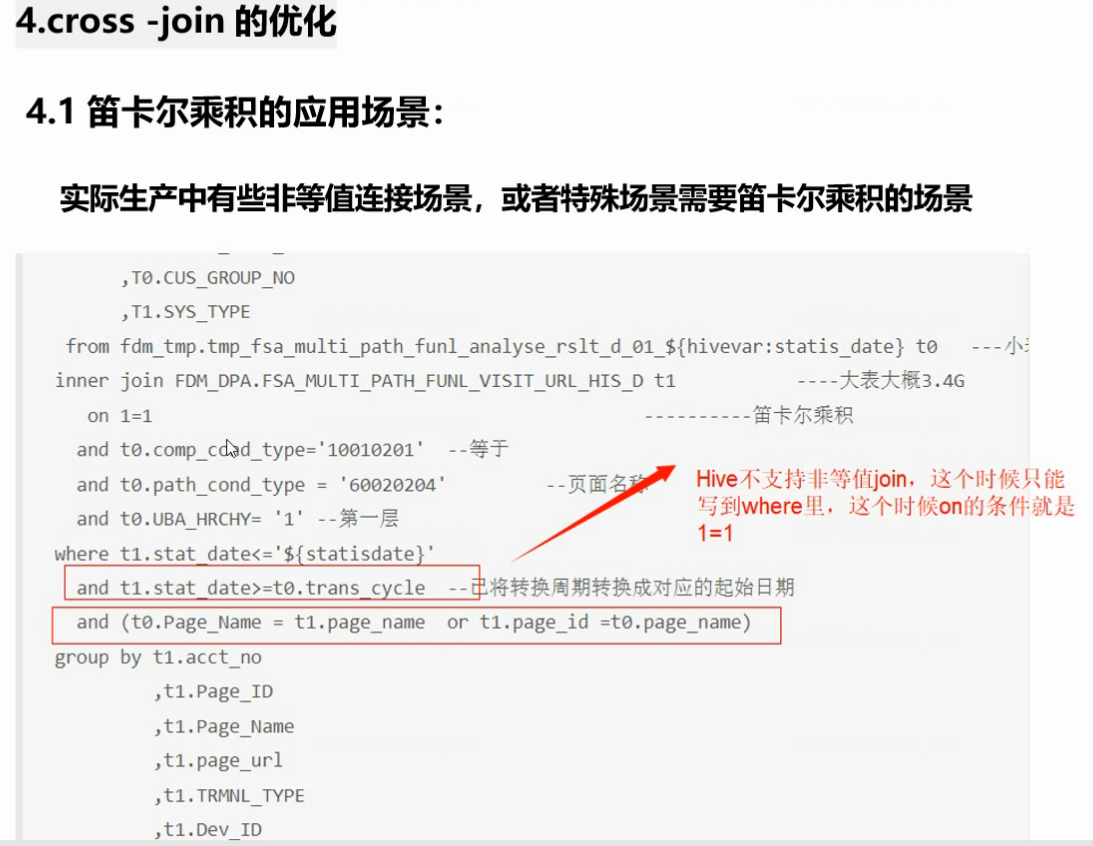 4.cross -join 的优化
4.1 笛卡尔乘积的应用场景：
实际生产中有些非等值连接场景，或者特殊场景需要笛卡尔乘积的场景
,T0.CUS_GROUP_NO
,T1.SYS_TYPE
from fdm_tmp.tmp_fsa_multi_path_funl_analyse_rslt_d_01_${hivevar:statis_date} t0 ---小
inner join FDM_DPA.FSA_MULTI_PATH_FUNL_VISIT_URL_HIS_D t1 ----大表大概3.4G
on 1=1 ----------笛卡尔乘积
and t0.comp_cond_type='10010201' --等于
and t0.path_cond_type = '60020204' --页面名称
and t0.UBA_HRCHY= '1' --第一层
Hive不支持非等值join，这个时候只能
写到where里，这个时候on的条件就是
1=1
where t1.stat_date<='${statisdate}'
and t1.stat_date>=t0.trans_cycle --已将转换周期转换成对应的起始日期
and (t0.Page_Name = t1.page_name or t1.page_id =t0.page_name)
group by t1.acct_no
,t1.Page_ID
,t1.Page_Name
,t1.page_url
,t1.TRMNL_TYPE
,t1.Dev_ID